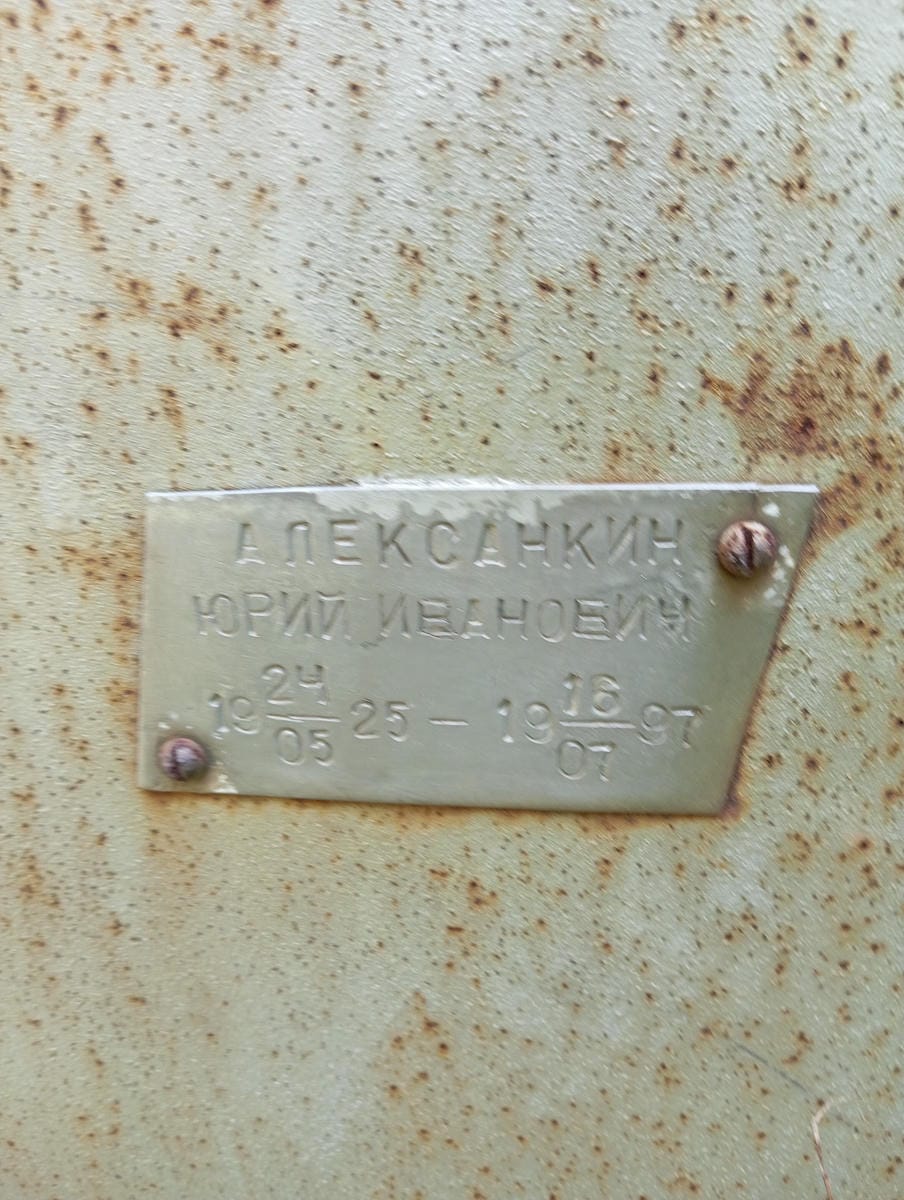 АЛЕКСАНКИН
ЮРИЙ ИВАНОВИЧ
19 24/05 25 – 19 16/07 97